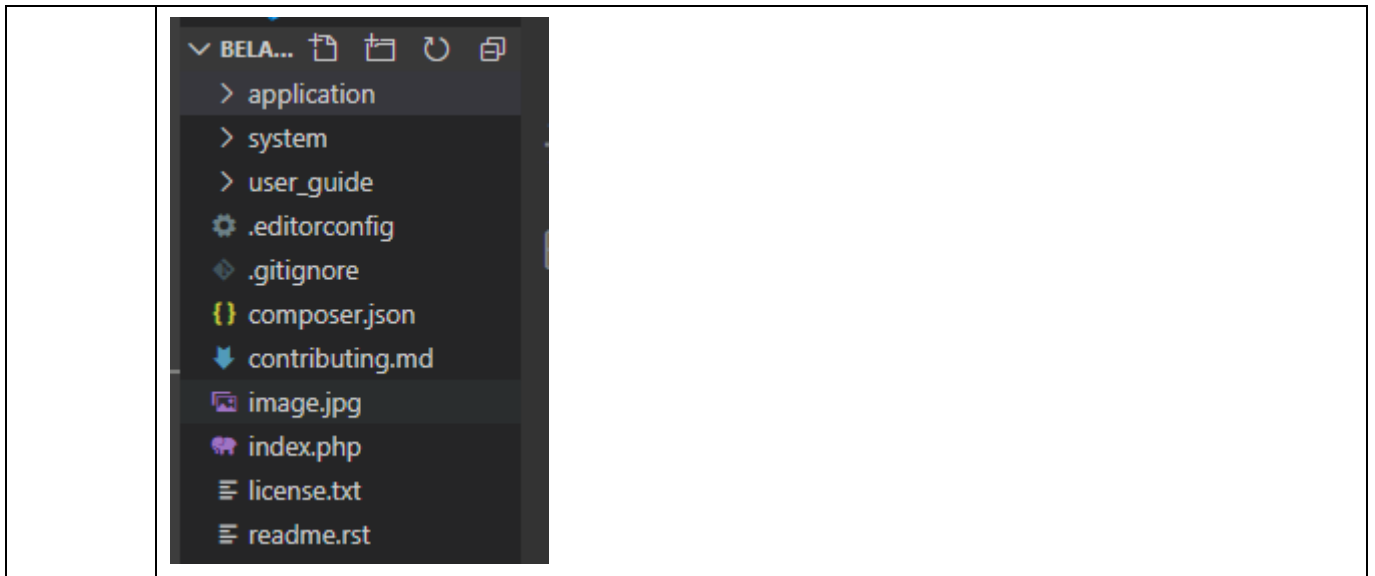 BELA...
application
system
user_guide
.editorconfig
.gitignore
composer.json
contributing.md
image.jpg
index.php
license.txt
readme.rst